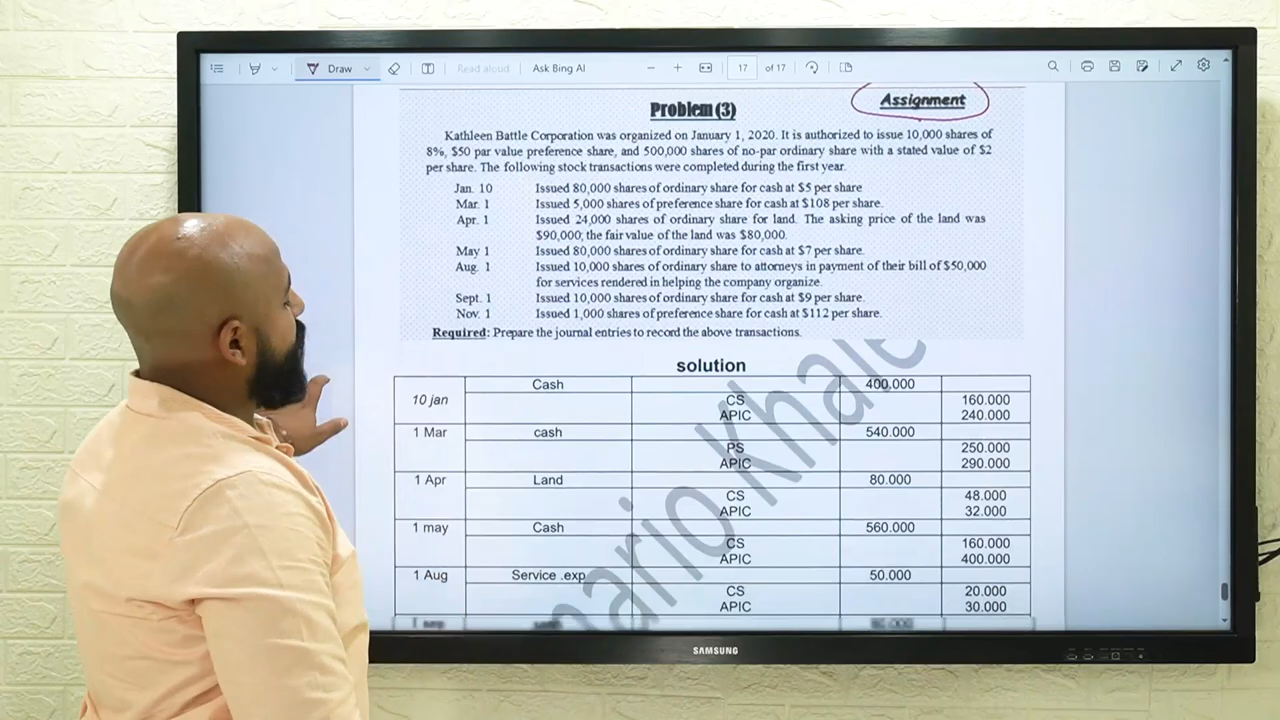 Draw
Read aloud
Ask Bing AI
17 of 17
Assignment
Problem (3)
Kathleen Battle Corporation was organized on January 1, 2020. It is authorized to issue 10,000 shares of
8%, $50 par value preference share, and 500,000 shares of no-par ordinary share with a stated value of $2
per share. The following stock transactions were completed during the first year.
Jan. 10 Issued 80,000 shares of ordinary share for cash at $5 per share
Mar. 1 Issued 5,000 shares of preference share for cash at $108 per share.
Apr. 1 Issued 24,000 shares of ordinary share for land. The asking price of the land was
$90,000; the fair value of the land was $80,000.
May 1 Issued 80,000 shares of ordinary share for cash at $7 per share.
Aug. 1 Issued 10,000 shares of ordinary share to attorneys in payment of their bill of $50,000
for services rendered in helping the company organize.
Sept. 1 Issued 10,000 shares of ordinary share for cash at $9 per share.
Nov. 1 Issued 1,000 shares of preference share for cash at $112 per share.
Required: Prepare the journal entries to record the above transactions.
solution
Cash 400.000
10 jan CS 160.000
APIC 240.000
1 Mar cash 540.000
PS 250.000
APIC 290.000
1 Apr Land 80.000
CS 48.000
APIC 32.000
1 may Cash 560.000
CS 160.000
APIC 400.000
1 Aug Service .exp 50.000
CS 20.000
APIC 30.000
mario Khale
SAMSUNG